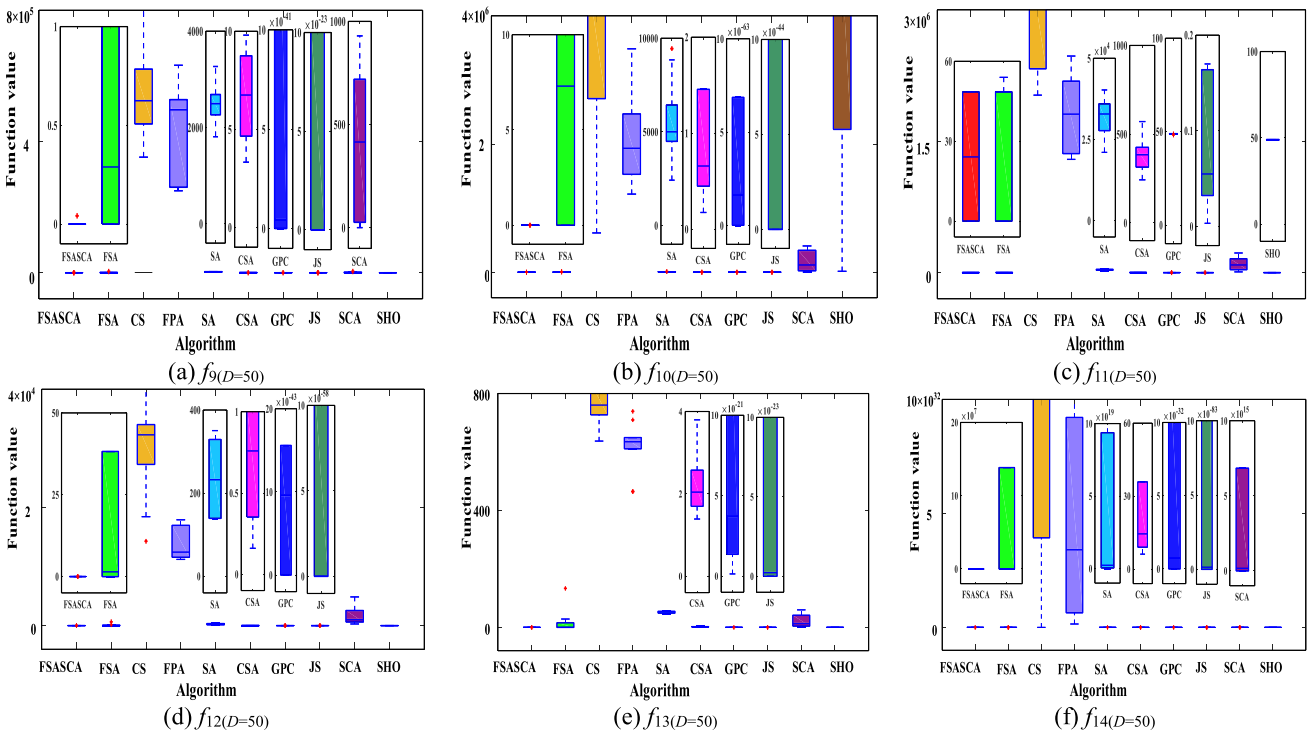 8×10^5
Function value
4
0
1
0.5
0
FSASCA FSA
4000
2000
0
SA
10
5
0
CSA
10 ×10^-41
5
0
GPC
10 ×10^-23
5
0
JS
1000
500
0
SCA
FSASCA FSA CS FPA SA CSA GPC JS SCA SHO
Algorithm
(a) f9(D=50)
4×10^6
Function value
2
0
10
5
0
FSASCA FSA
10000
5000
0
SA
2
1
0
CSA
10 ×10^-63
5
0
GPC
10 ×10^-44
5
0
JS
FSASCA FSA CS FPA SA CSA GPC JS SCA SHO
Algorithm
(b) f10(D=50)
3×10^6
Function value
1.5
0
60
30
0
FSASCA FSA
5×10^4
2.5
0
SA
1000
500
0
CSA
100
50
0
GPC
0.2
0.1
0
JS
100
50
0
SHO
FSASCA FSA CS FPA SA CSA GPC JS SCA SHO
Algorithm
(c) f11(D=50)
4×10^4
Function value
2
0
50
25
0
FSASCA FSA
400
200
0
SA
1
0.5
0
CSA
20 ×10^-43
10
0
GPC
10 ×10^-58
5
0
JS
FSASCA FSA CS FPA SA CSA GPC JS SCA SHO
Algorithm
(d) f12(D=50)
800
Function value
400
0
4
2
0
CSA
10 ×10^-21
5
0
GPC
10 ×10^-23
5
0
JS
FSASCA FSA CS FPA SA CSA GPC JS SCA SHO
Algorithm
(e) f13(D=50)
10×10^32
Function value
5
0
20 ×10^7
10
0
FSASCA FSA
10 ×10^19
5
0
SA
60
30
0
CSA
10 ×10^-32
5
0
GPC
10 ×10^-83
5
0
JS
10 ×10^15
5
0
SCA
FSASCA FSA CS FPA SA CSA GPC JS SCA SHO
Algorithm
(f) f14(D=50)